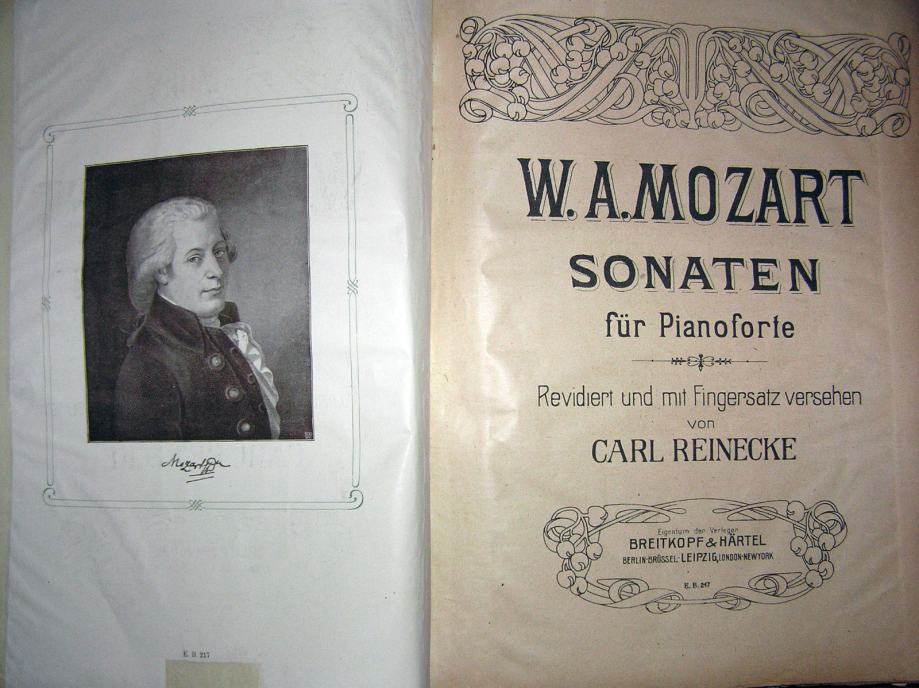 Mozart
E. B. 217
W. A. MOZART
SONATEN
für Pianoforte
Revidiert und mit Fingersatz versehen
von
CARL REINECKE
Eigentum der Verleger
BREITKOPF & HÄRTEL
BERLIN·BRÜSSEL·LEIPZIG, LONDON·NEW YORK
E. B. 217